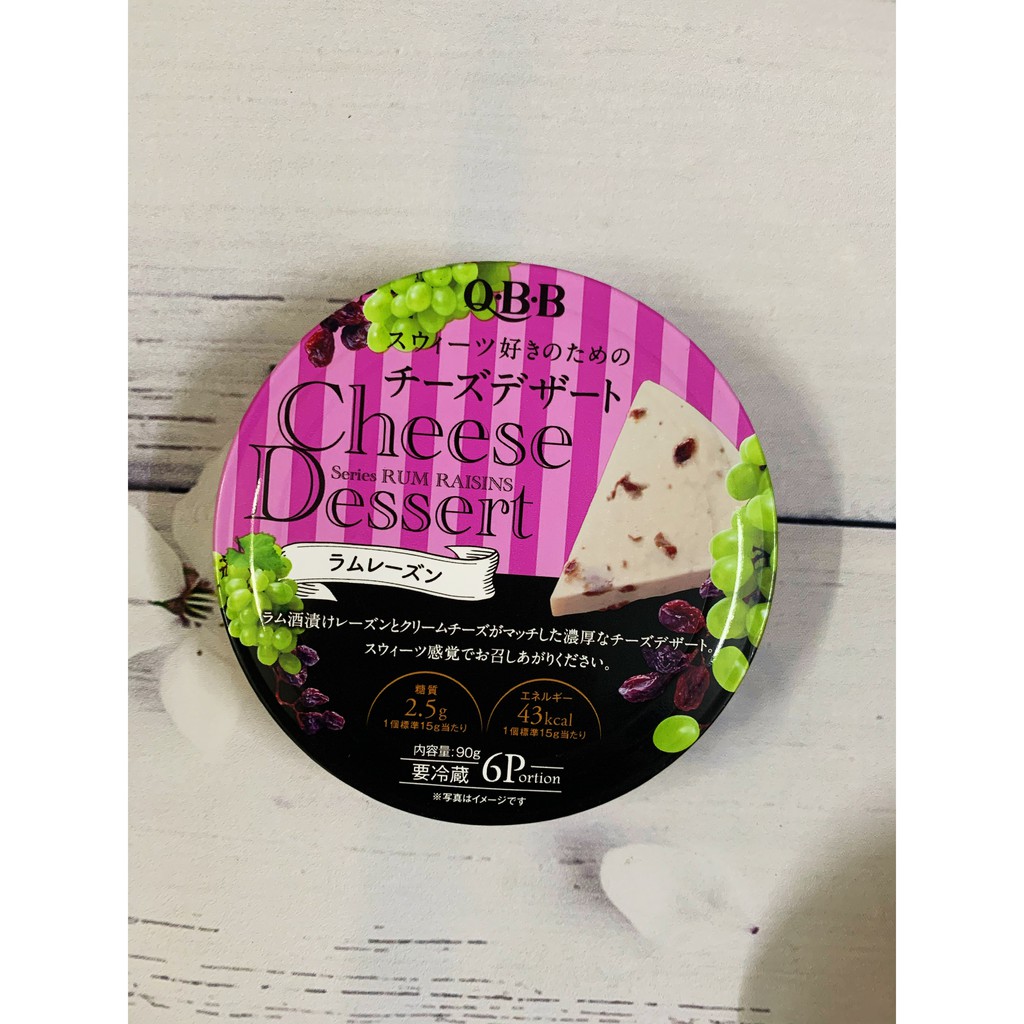 Q・B・B
スウィーツ好きのための
チーズデザート
Cheese
Series RUM RAISINS
Dessert
ラムレーズン
ラム酒漬けレーズンとクリームチーズがマッチした濃厚なチーズデザート。
スウィーツ感覚でお召しあがりください。
糖質
2.5g
1個標準15g当たり
エネルギー
43kcal
1個標準15g当たり
内容量:90g
要冷蔵 6Portion
※写真はイメージです